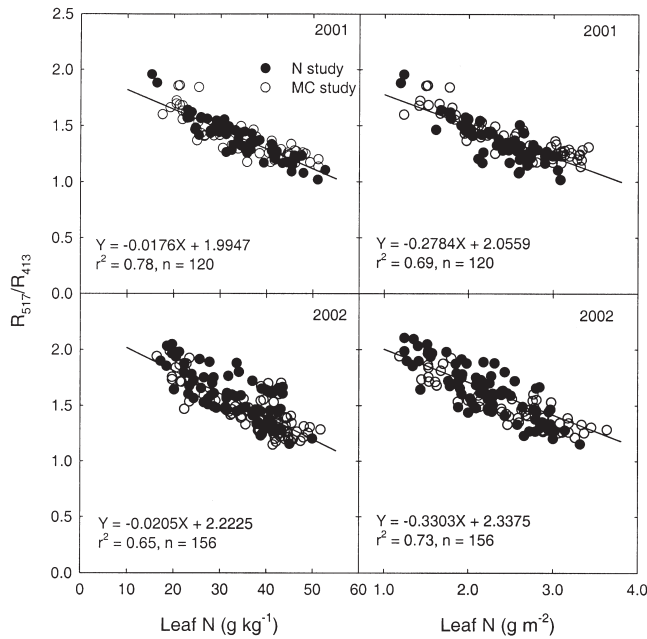 2.5
2.0
1.5
1.0
0.5
0.0
2001
N study
MC study
Y = -0.0176X + 1.9947
r² = 0.78, n = 120
2001
Y = -0.2784X + 2.0559
r² = 0.69, n = 120
R₅₁₇/R₄₁₃
2.0
1.5
1.0
0.5
0.0
2002
Y = -0.0205X + 2.2225
r² = 0.65, n = 156
2002
Y = -0.3303X + 2.3375
r² = 0.73, n = 156
0 10 20 30 40 50 60
1.0 2.0 3.0 4.0
Leaf N (g kg⁻¹)
Leaf N (g m⁻²)